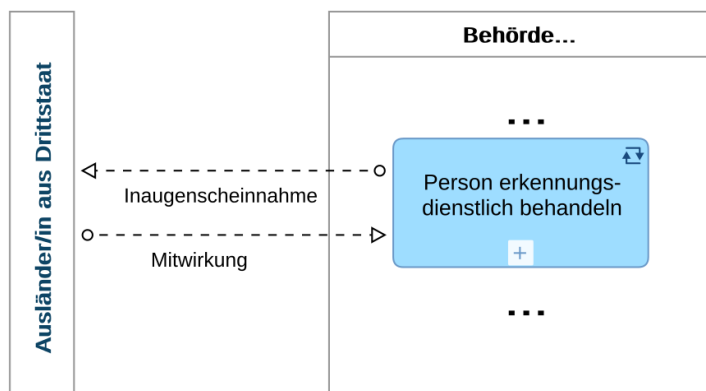 Ausländer/in aus Drittstaat
Behörde...
...
Inaugenscheinnahme
Person erkennungs-
dienstlich behandeln
+
Mitwirkung
...